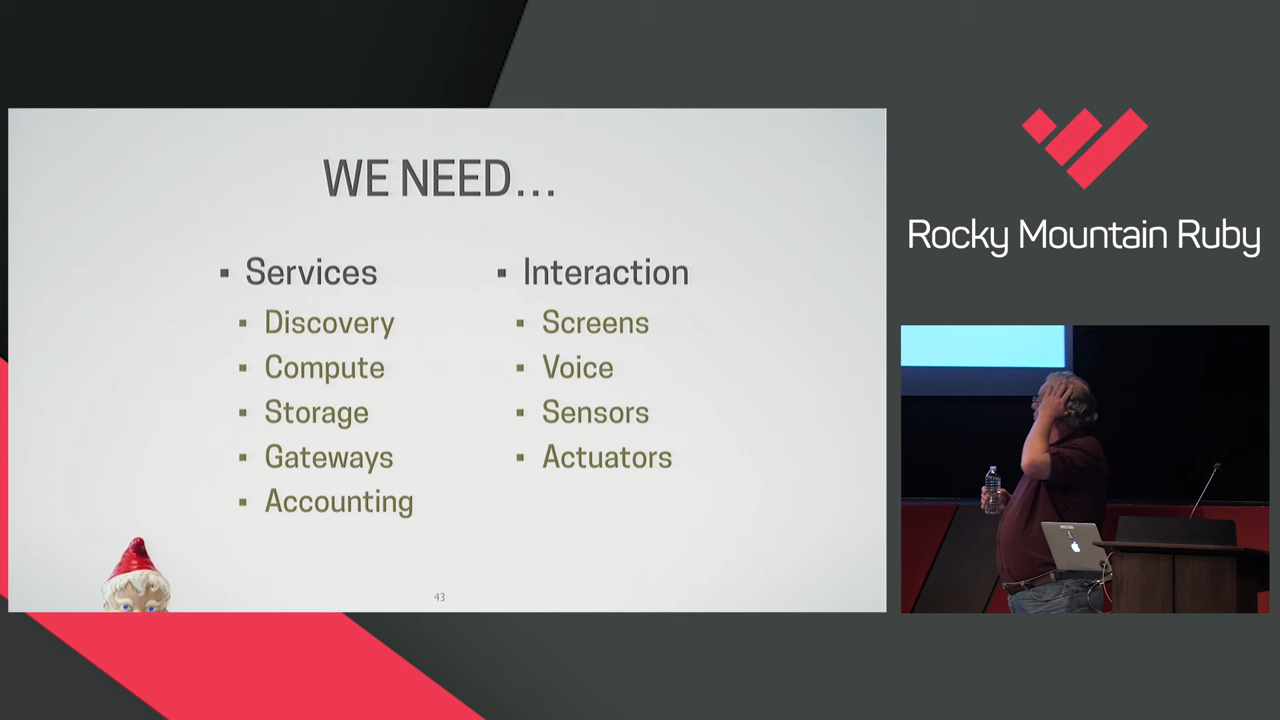 WE NEED...
▪ Services
▪ Discovery
▪ Compute
▪ Storage
▪ Gateways
▪ Accounting
▪ Interaction
▪ Screens
▪ Voice
▪ Sensors
▪ Actuators
43
Rocky Mountain Ruby